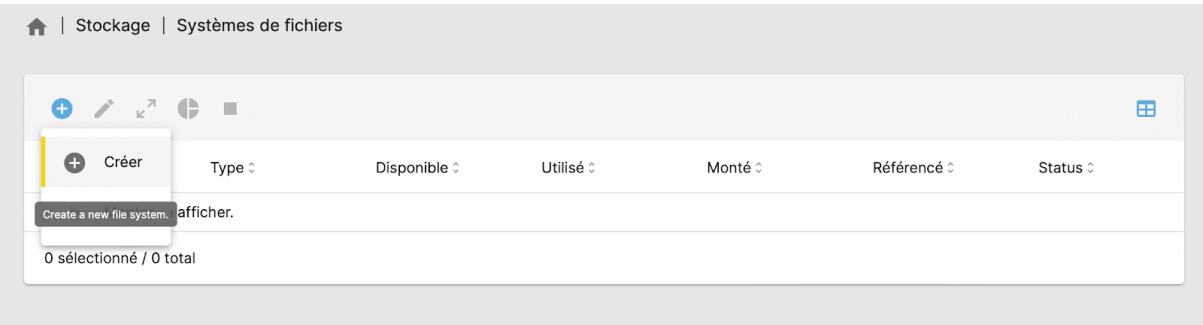 | Stockage | Systèmes de fichiers
Créer
Type Disponible Utilisé Monté Référencé Status
Create a new file system.
afficher.
0 sélectionné / 0 total